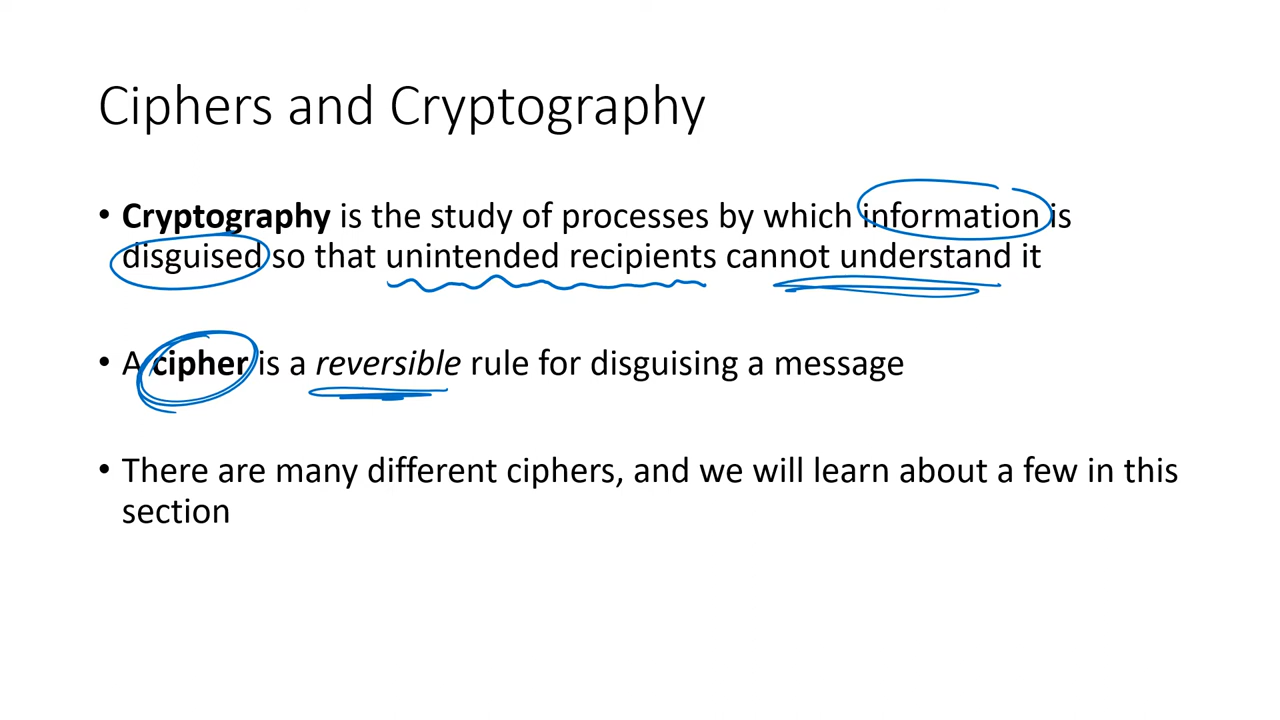 Ciphers and Cryptography
• Cryptography is the study of processes by which information is
disguised so that unintended recipients cannot understand it
• A cipher is a reversible rule for disguising a message
• There are many different ciphers, and we will learn about a few in this
section